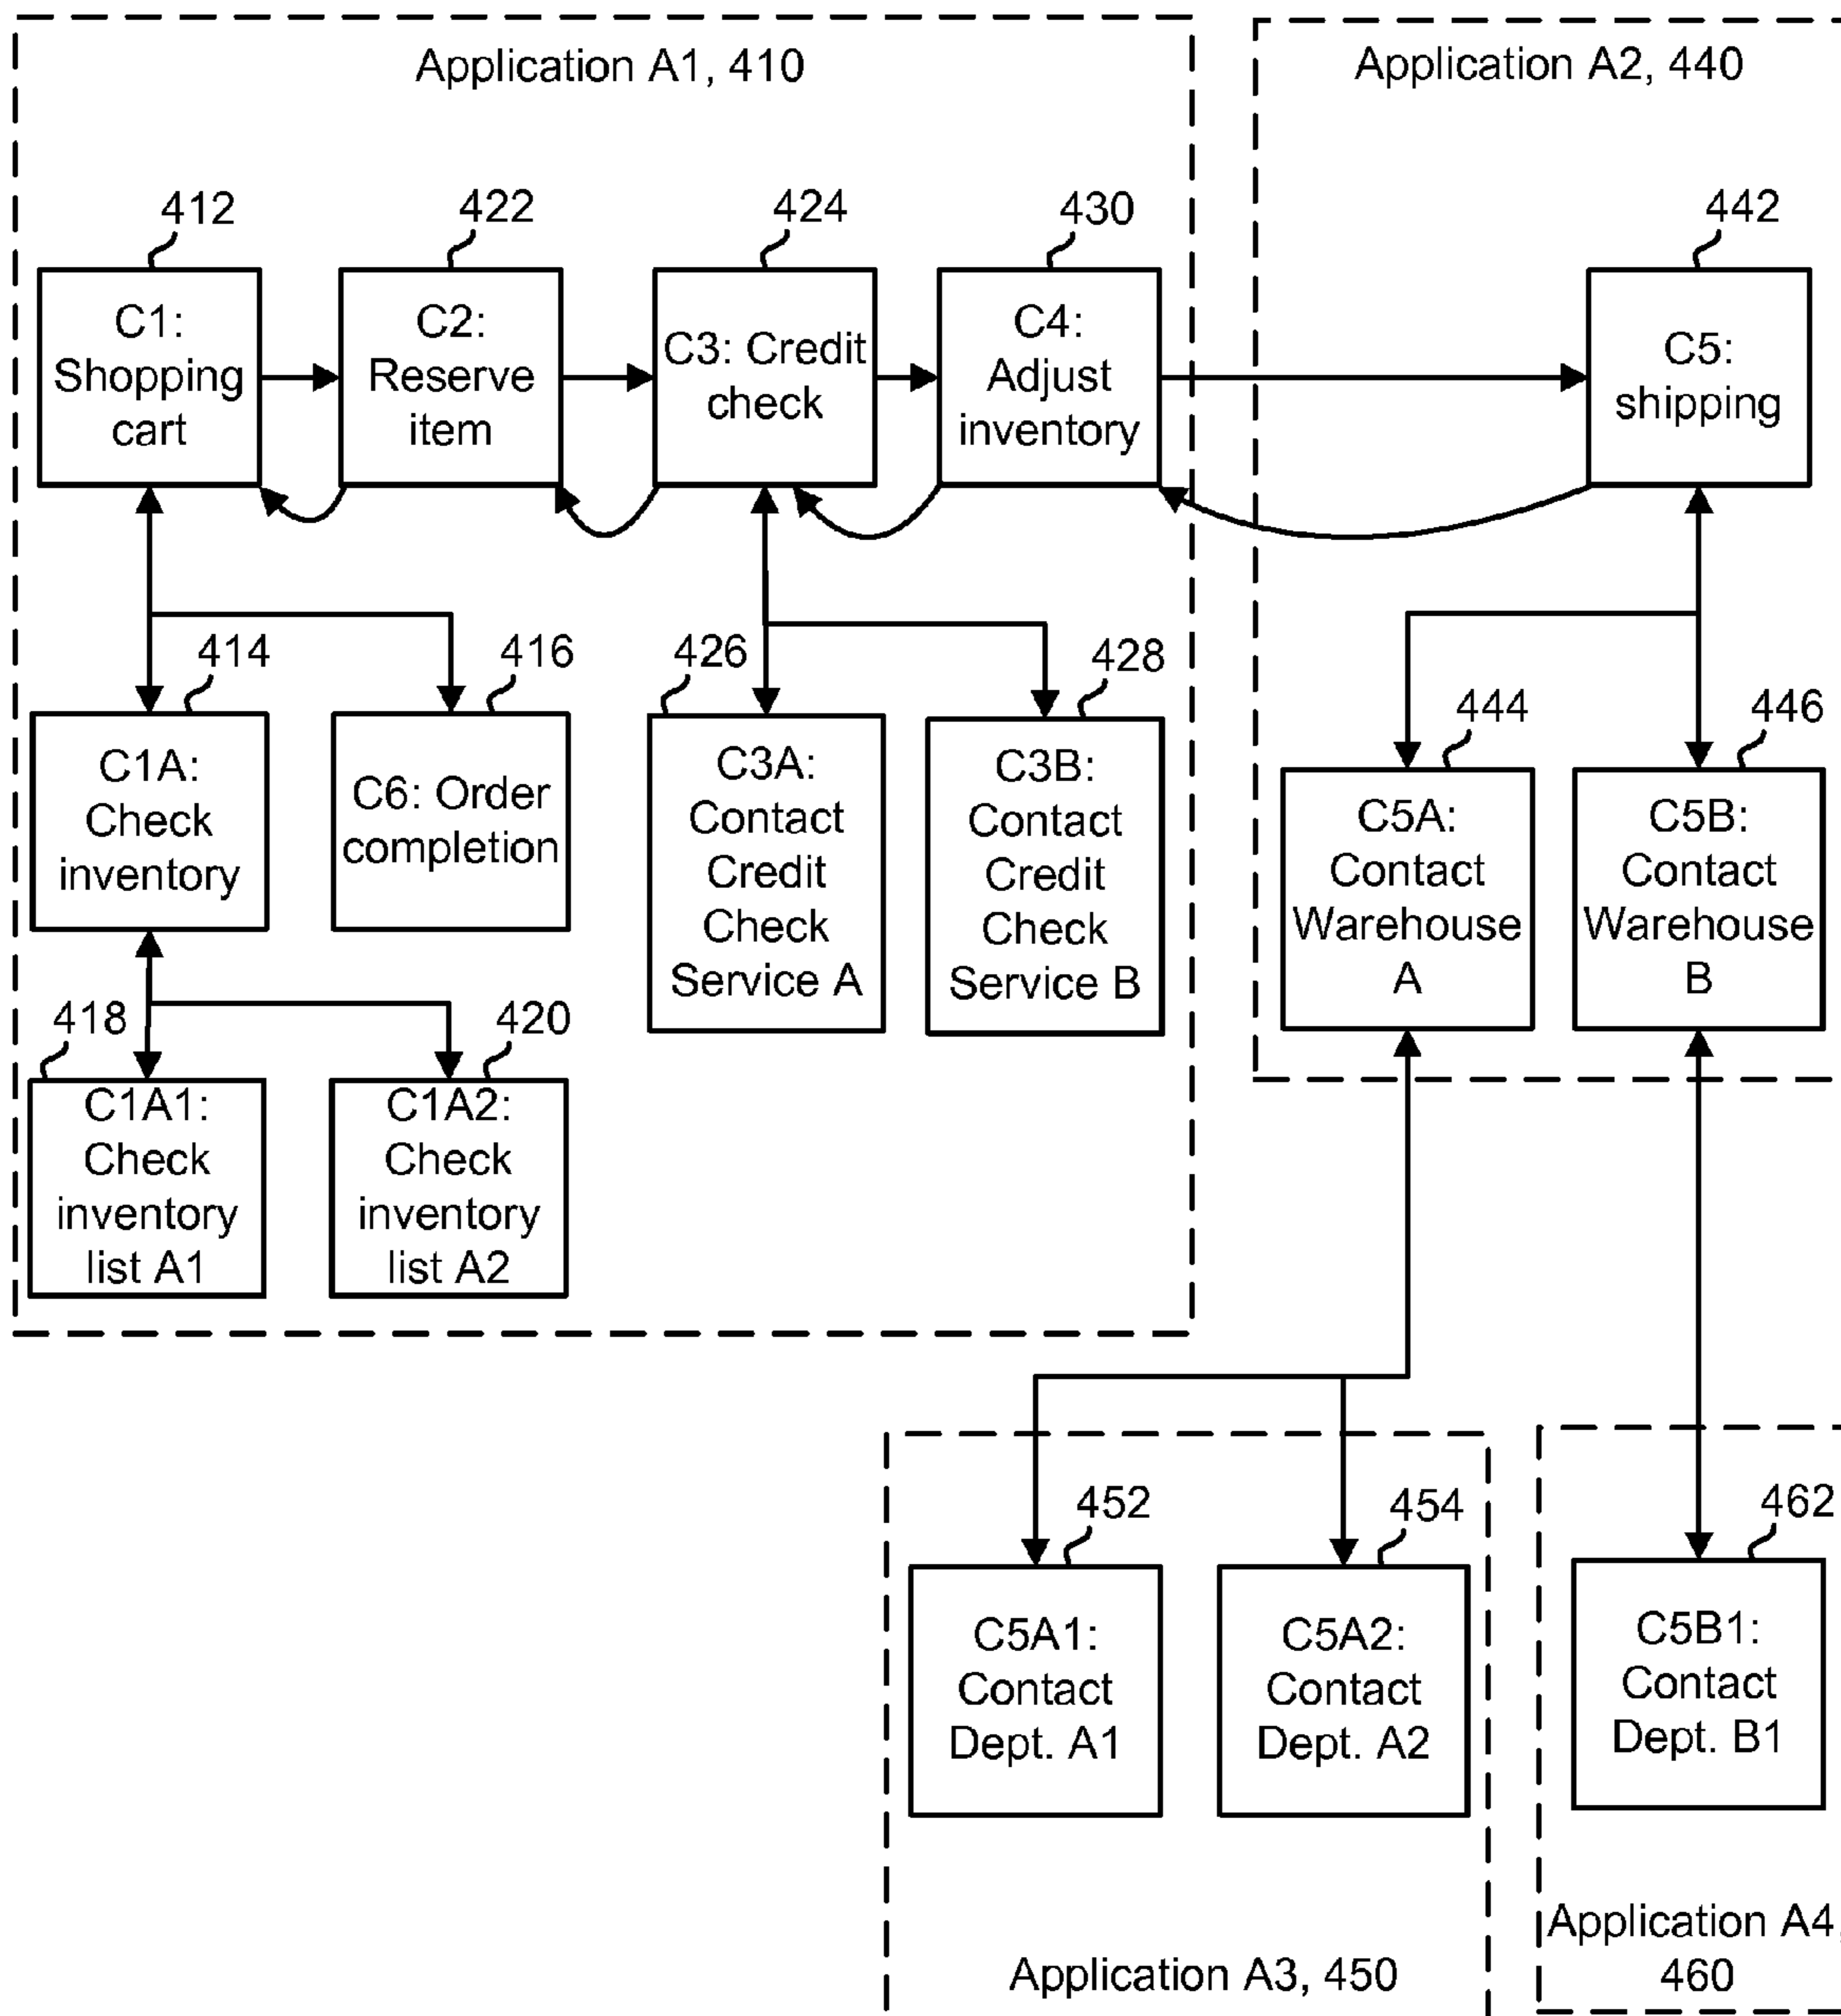 Application A1, 410
Application A2, 440
412
422
424
430
442
C1:
Shopping
cart
C2:
Reserve
item
C3: Credit
check
C4:
Adjust
inventory
C5:
shipping
414
416
426
428
444
446
C1A:
Check
inventory
C6: Order
completion
C3A:
Contact
Credit
Check
Service A
C3B:
Contact
Credit
Check
Service B
C5A:
Contact
Warehouse
A
C5B:
Contact
Warehouse
B
418
420
C1A1:
Check
inventory
list A1
C1A2:
Check
inventory
list A2
452
454
462
C5A1:
Contact
Dept. A1
C5A2:
Contact
Dept. A2
C5B1:
Contact
Dept. B1
Application A3, 450
Application A4,
460